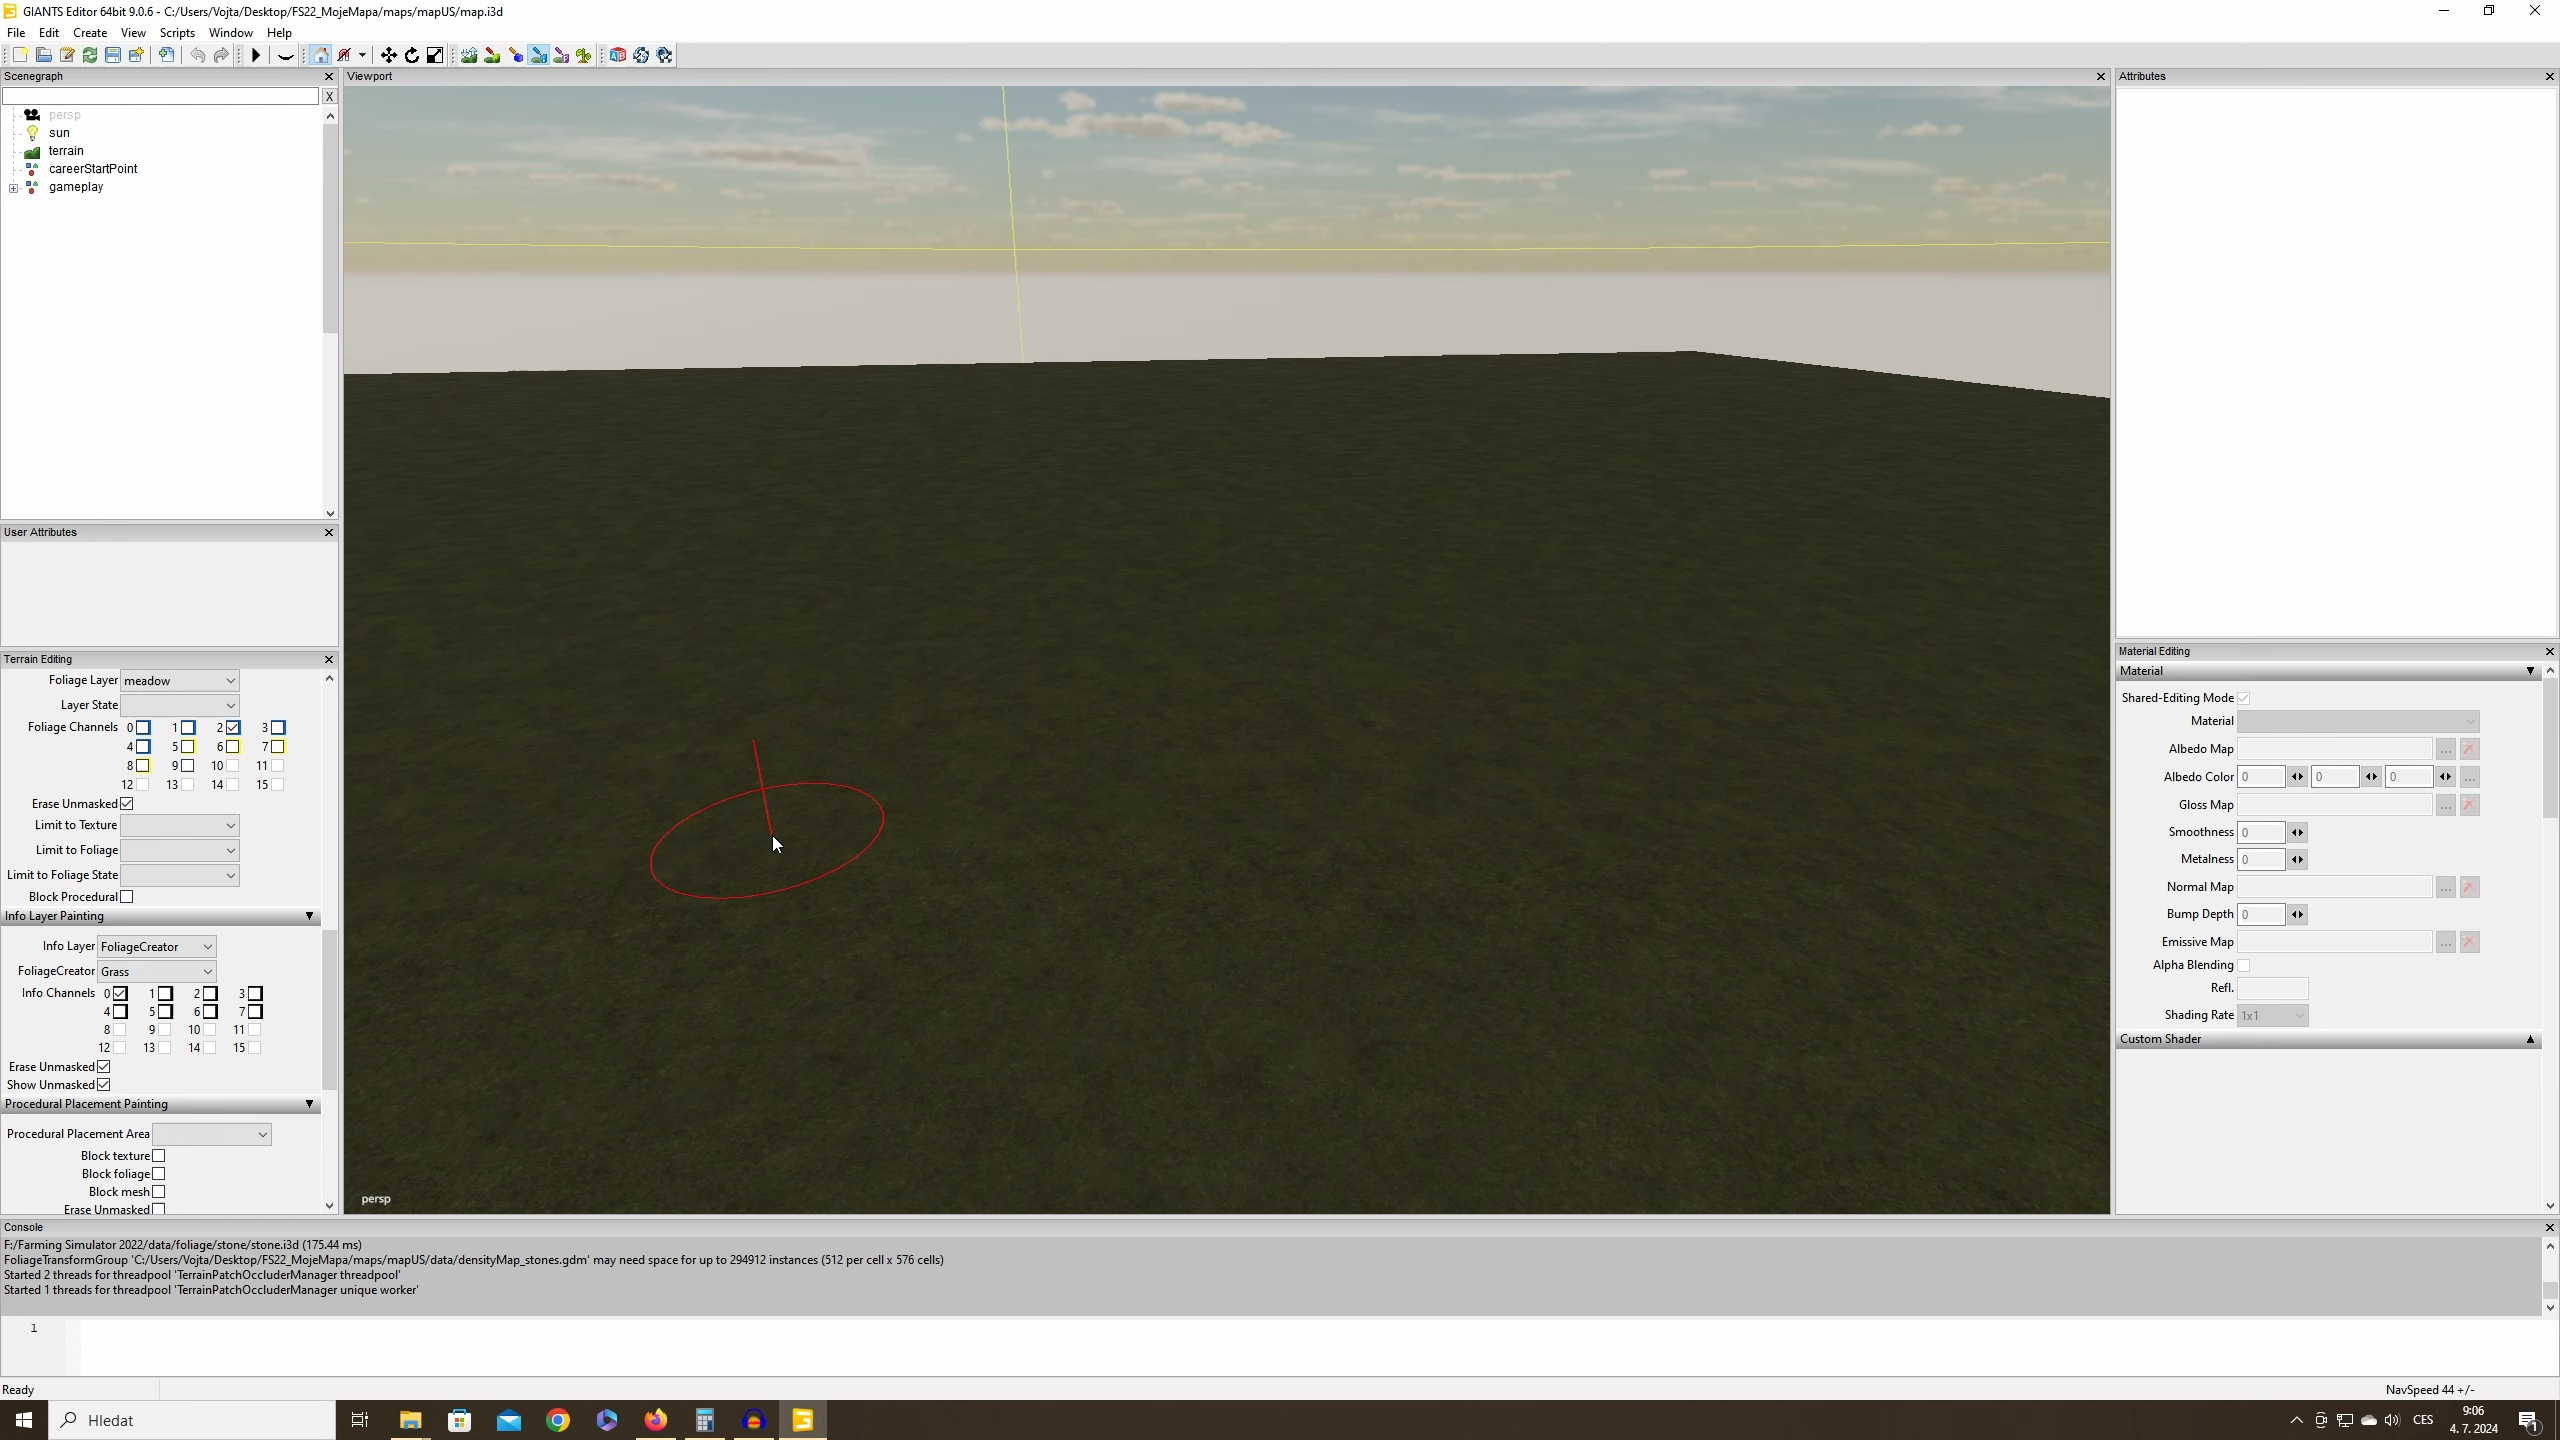 GIANTS Editor 64bit 9.0.6 - C:/Users/Vojta/Desktop/FS22_MojeMapa/maps/mapUS/map.i3d
File Edit Create View Scripts Window Help
Scenegraph
X
persp
sun
terrain
careerStartPoint
gameplay
User Attributes
Terrain Editing
Foliage Layer meadow
Layer State
Foliage Channels 0 1 2 3
4 5 6 7
8 9 10 11
12 13 14 15
Erase Unmasked
Limit to Texture
Limit to Foliage
Limit to Foliage State
Block Procedural
Info Layer Painting
Info Layer FoliageCreator
FoliageCreator Grass
Info Channels 0 1 2 3
4 5 6 7
8 9 10 11
12 13 14 15
Erase Unmasked
Show Unmasked
Procedural Placement Painting
Procedural Placement Area
Block texture
Block foliage
Block mesh
Erase Unmasked
Viewport
persp
Attributes
Material Editing
Material
Shared-Editing Mode
Material
Albedo Map ...
Albedo Color 0 0 0 ...
Gloss Map ...
Smoothness 0
Metalness 0
Normal Map ...
Bump Depth 0
Emissive Map ...
Alpha Blending
Refl.
Shading Rate 1x1
Custom Shader
Console
F:/Farming Simulator 2022/data/foliage/stone/stone.i3d (175.44 ms)
FoliageTransformGroup 'C:/Users/Vojta/Desktop/FS22_MojeMapa/maps/mapUS/data/densityMap_stones.gdm' may need space for up to 294912 instances (512 per cell x 576 cells)
Started 2 threads for threadpool 'TerrainPatchOccluderManager threadpool'
Started 1 threads for threadpool 'TerrainPatchOccluderManager unique worker'
1
Ready
NavSpeed 44 +/-
Hledat
CES
9:06
4. 7. 2024
1